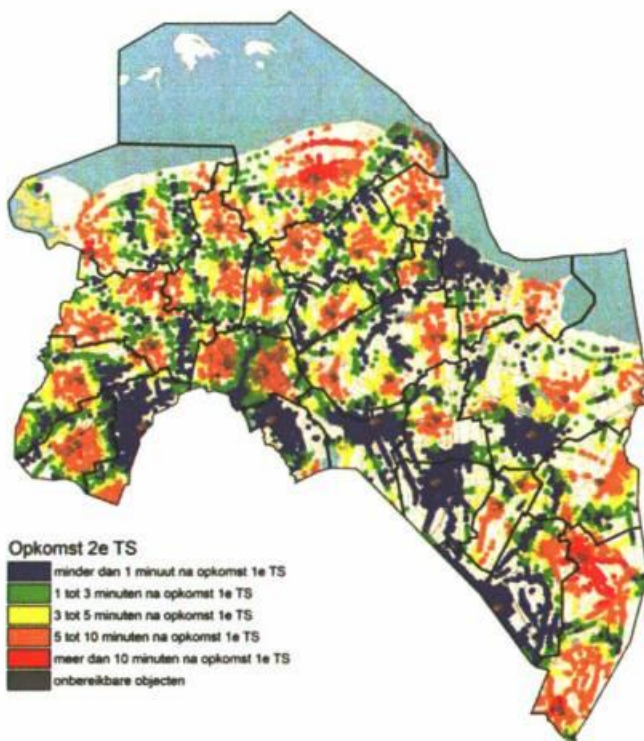 Opkomst 2e TS
minder dan 1 minuut na opkomst 1e TS
1 tot 3 minuten na opkomst 1e TS
3 tot 5 minuten na opkomst 1e TS
5 tot 10 minuten na opkomst 1e TS
meer dan 10 minuten na opkomst 1e TS
onbereikbare objecten